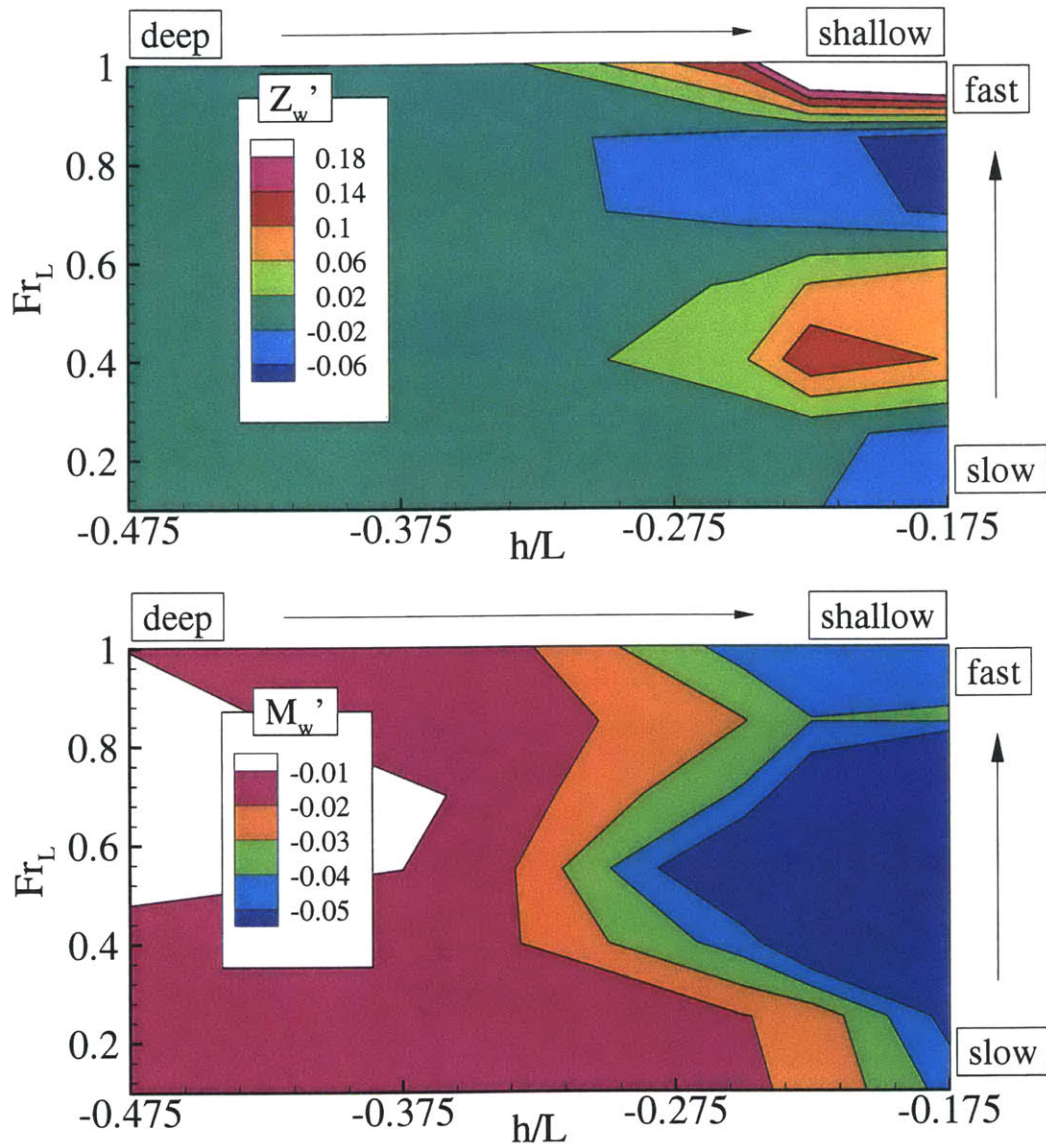 deep shallow
1 fast
Z_w'
0.18
0.8 0.14
0.1
0.06
Fr_L 0.6 0.02
-0.02
-0.06
0.4
0.2 slow
-0.475 -0.375 -0.275 -0.175
h/L
deep shallow
1 fast
M_w'
0.8 -0.01
-0.02
-0.03
Fr_L 0.6 -0.04
-0.05
0.4
0.2 slow
-0.475 -0.375 -0.275 -0.175
h/L